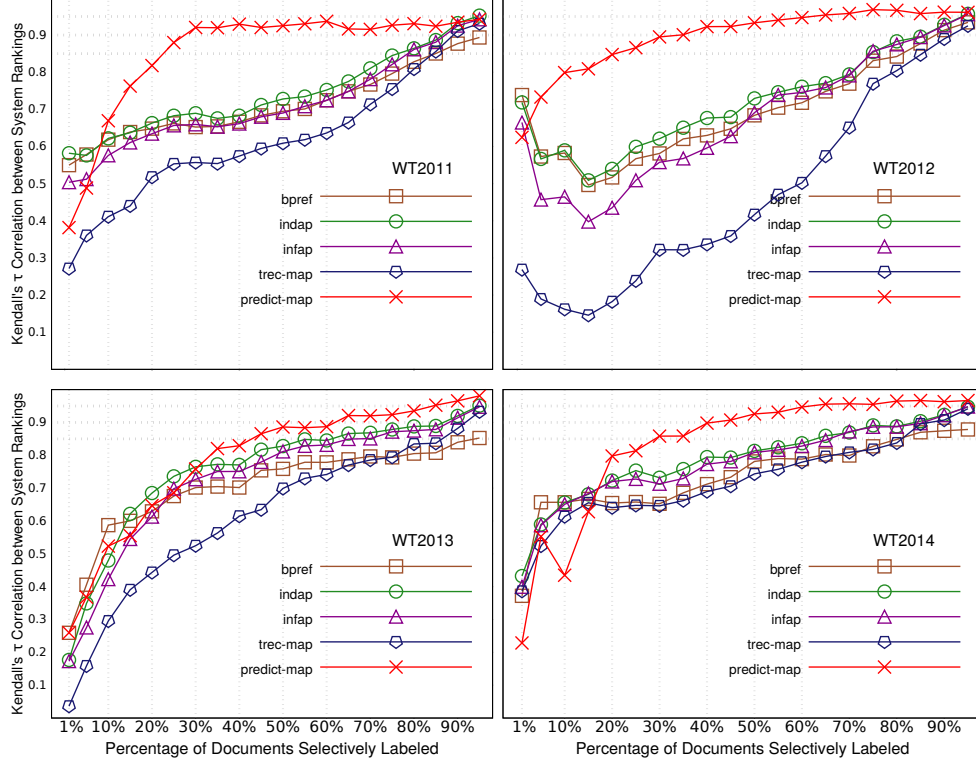 Kendall's τ Correlation between System Rankings
0.9
0.8
0.7
0.6
0.5
0.4
0.3
0.2
0.1
WT2011
bpref
indap
infap
trec-map
predict-map
WT2012
bpref
indap
infap
trec-map
predict-map
Kendall's τ Correlation between System Rankings
0.9
0.8
0.7
0.6
0.5
0.4
0.3
0.2
0.1
WT2013
bpref
indap
infap
trec-map
predict-map
WT2014
bpref
indap
infap
trec-map
predict-map
1% 10% 20% 30% 40% 50% 60% 70% 80% 90%
Percentage of Documents Selectively Labeled
1% 10% 20% 30% 40% 50% 60% 70% 80% 90%
Percentage of Documents Selectively Labeled